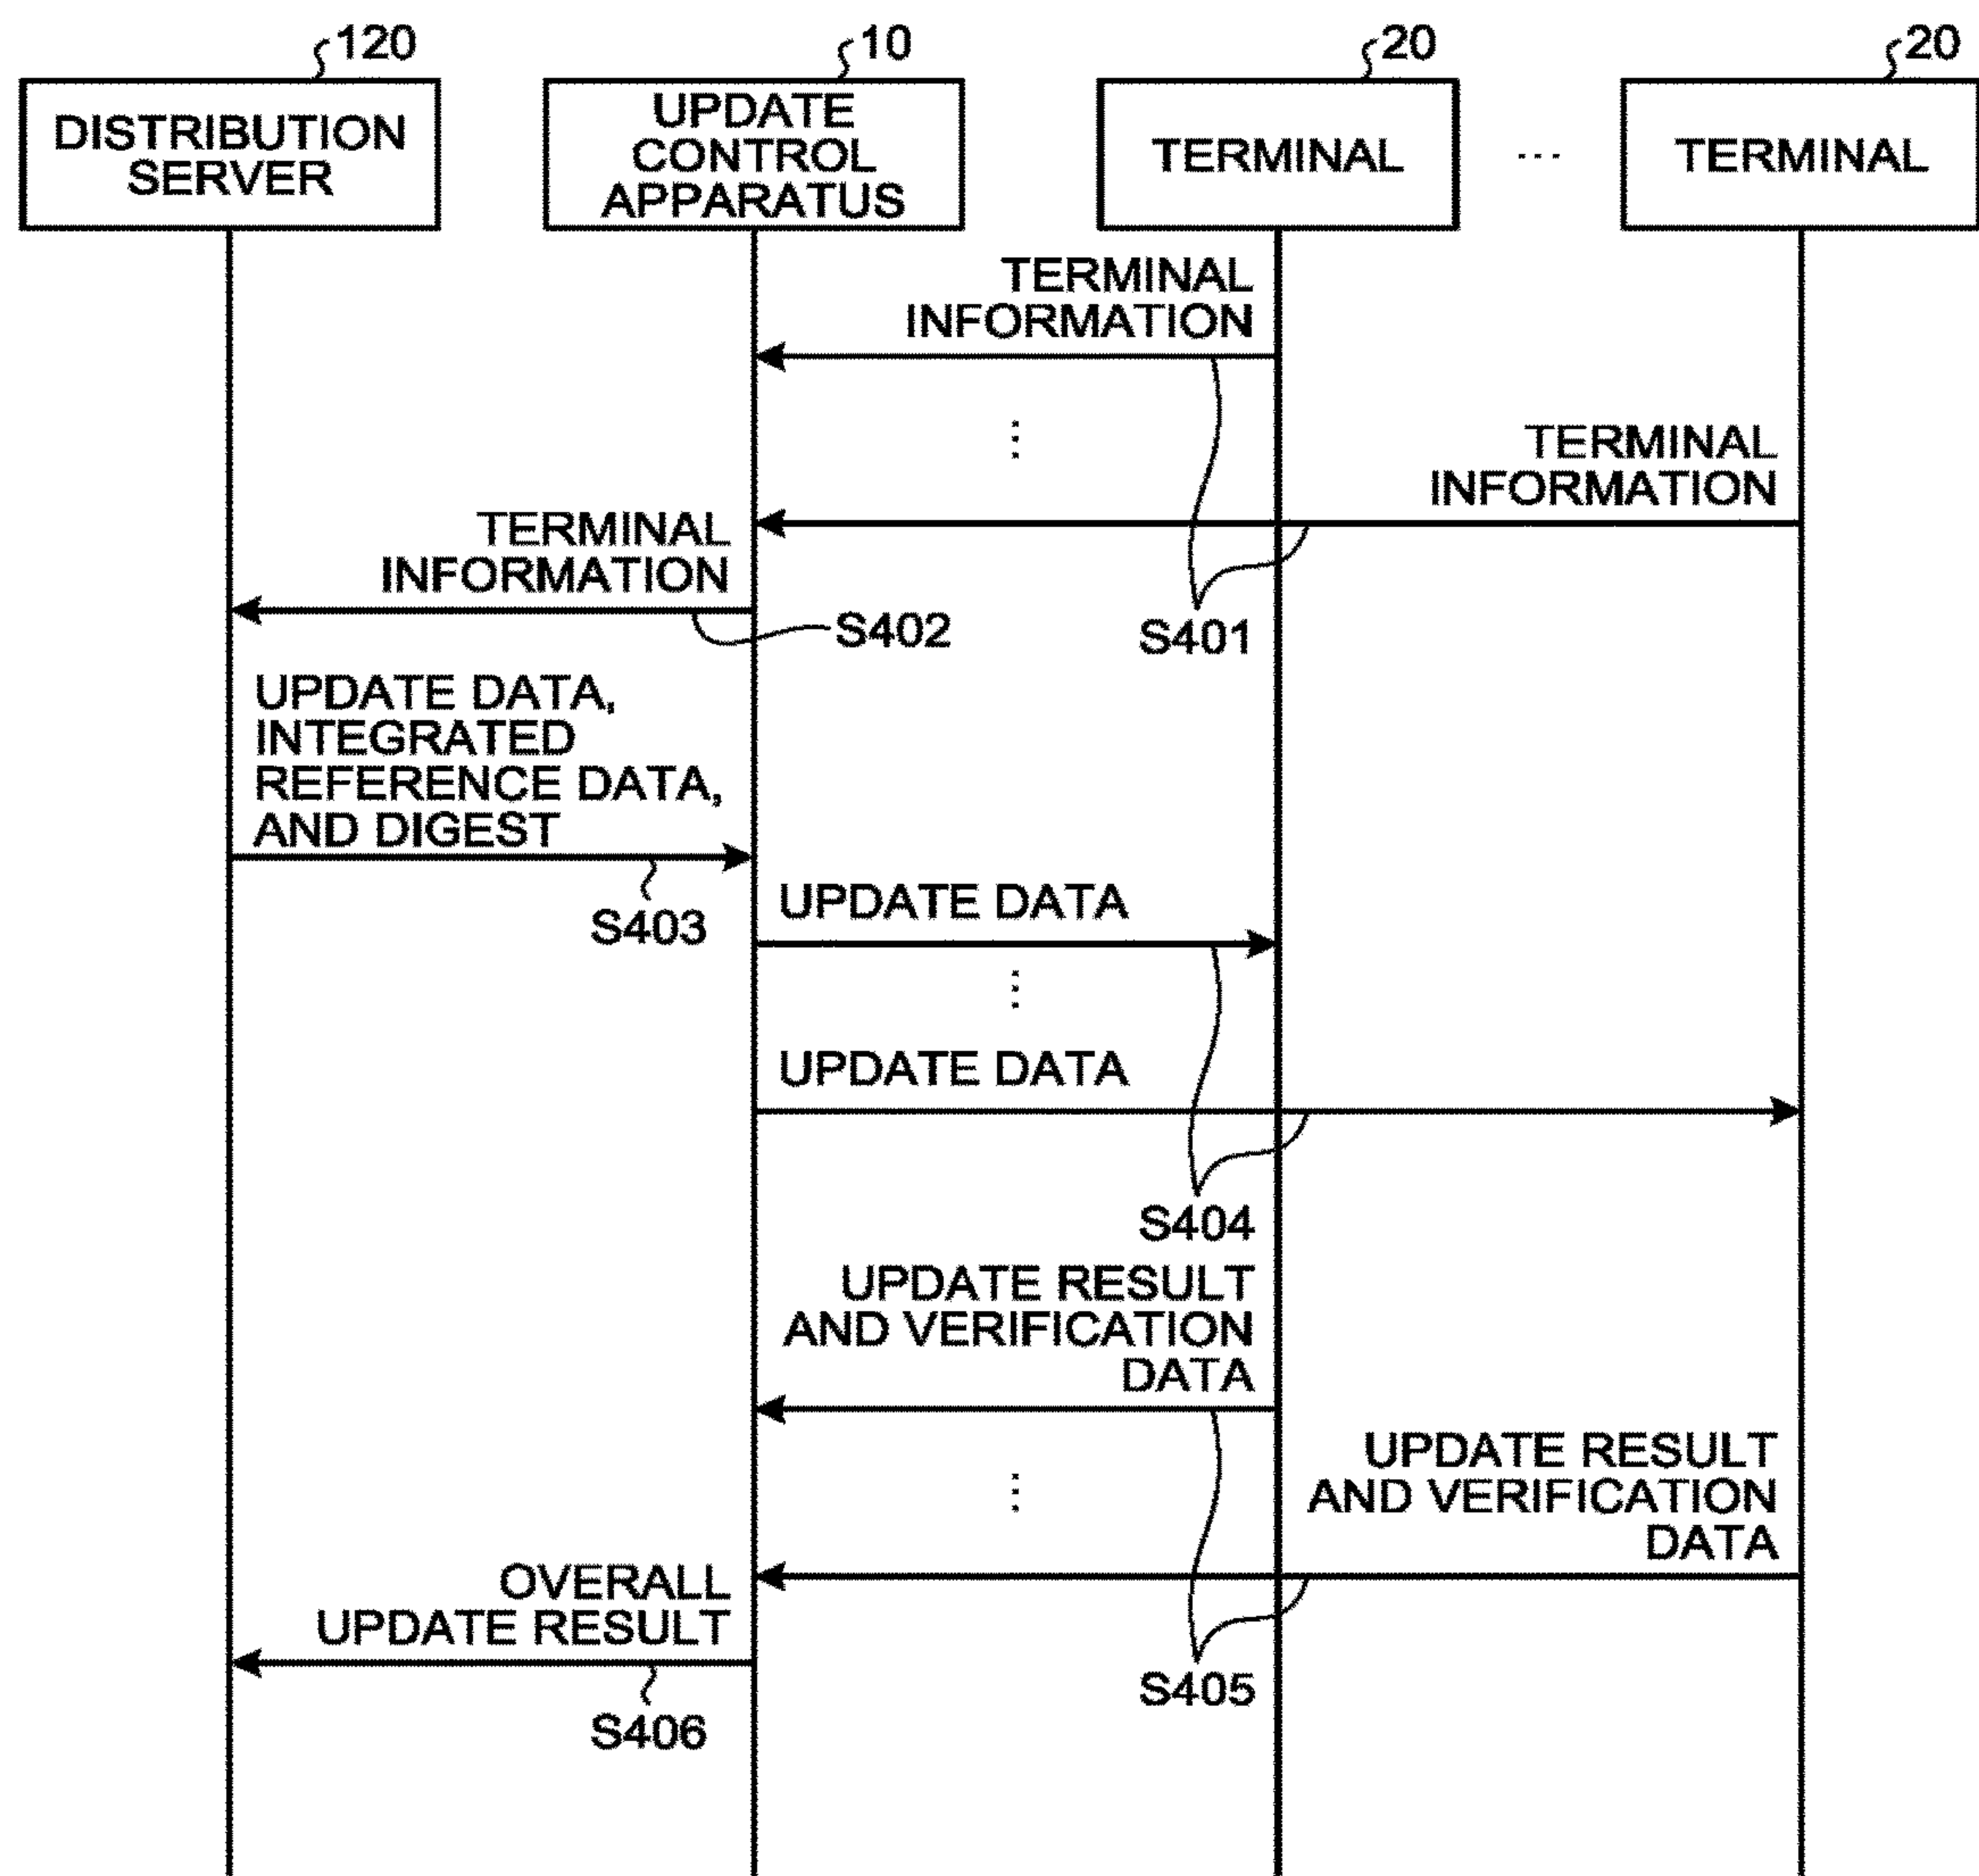 120
10
20
20
DISTRIBUTION
SERVER
UPDATE
CONTROL
APPARATUS
TERMINAL
...
TERMINAL
TERMINAL
INFORMATION
...
TERMINAL
INFORMATION
TERMINAL
INFORMATION
S402
S401
UPDATE DATA,
INTEGRATED
REFERENCE DATA,
AND DIGEST
S403
UPDATE DATA
...
UPDATE DATA
S404
UPDATE RESULT
AND VERIFICATION
DATA
...
UPDATE RESULT
AND VERIFICATION
DATA
OVERALL
UPDATE RESULT
S405
S406